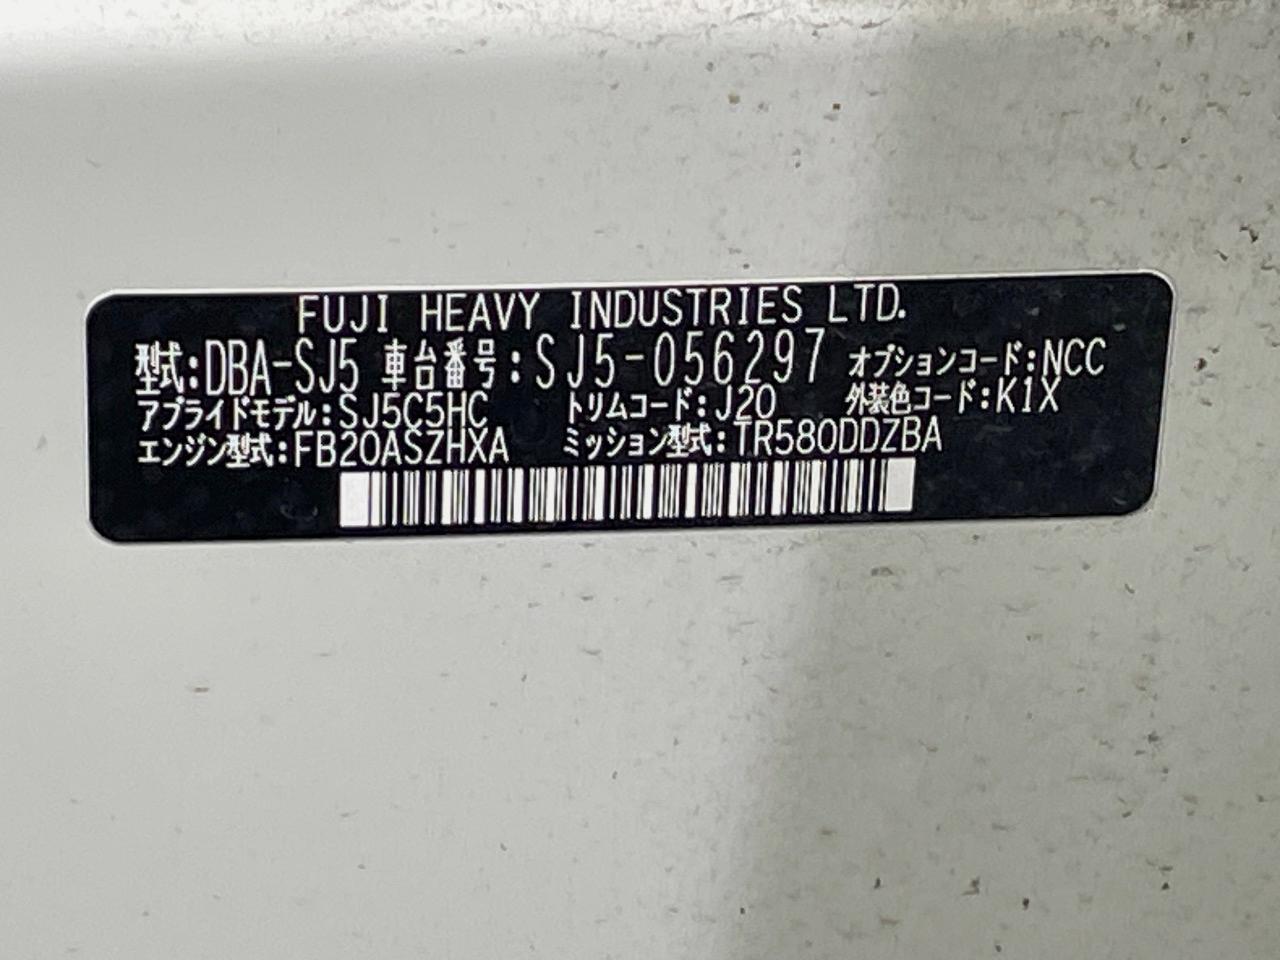 FUJI HEAVY INDUSTRIES LTD.
型式:DBA-SJ5 車台番号:SJ5-056297 オプションコード:NCC
アプライドモデル:SJ5C5HC トリムコード:J20 外装色コード:K1X
エンジン型式:FB20ASZHXA ミッション型式:TR580DDZBA